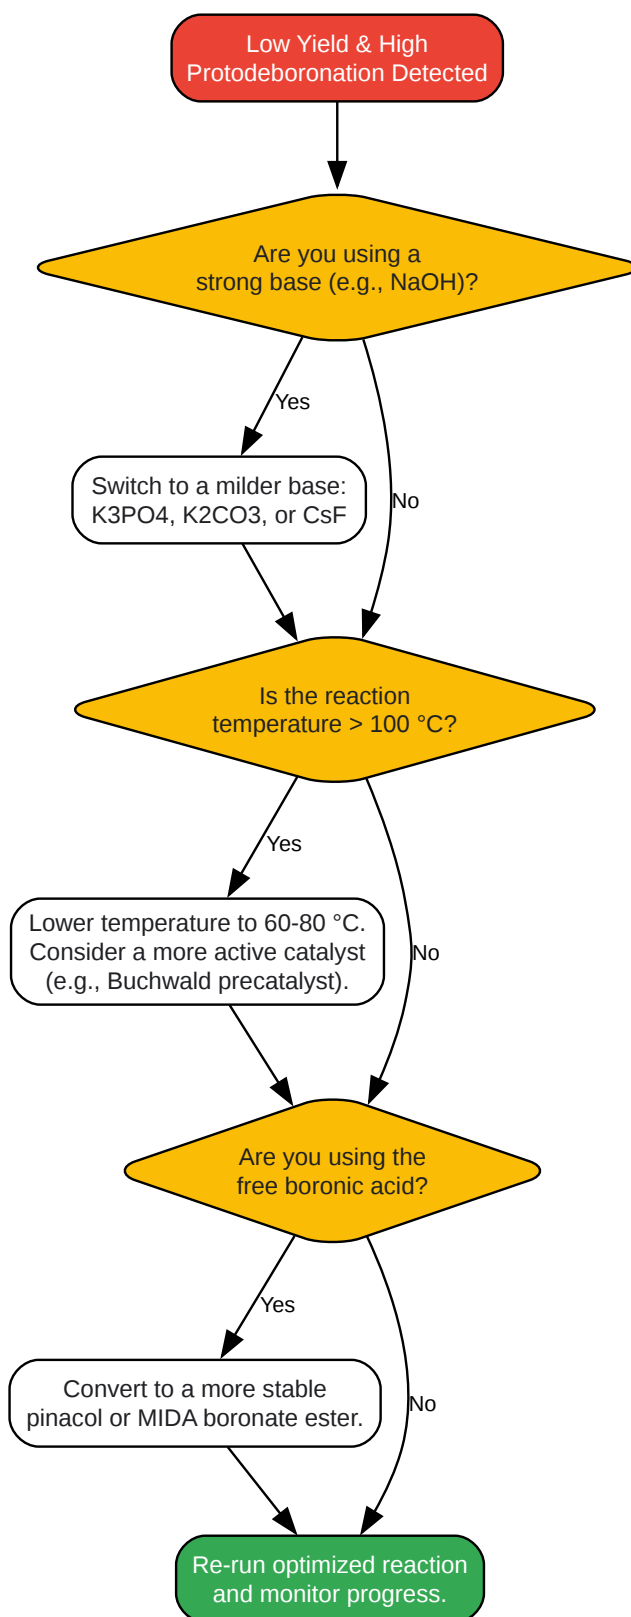 Low Yield & High
Protodeboronation Detected
Are you using a
strong base (e.g., NaOH)?
Yes
Switch to a milder base:
K3PO4, K2CO3, or CsF
No
Is the reaction
temperature > 100 °C?
Yes
Lower temperature to 60-80 °C.
Consider a more active catalyst
(e.g., Buchwald precatalyst).
No
Are you using the
free boronic acid?
Yes
Convert to a more stable
pinacol or MIDA boronate ester.
No
Re-run optimized reaction
and monitor progress.